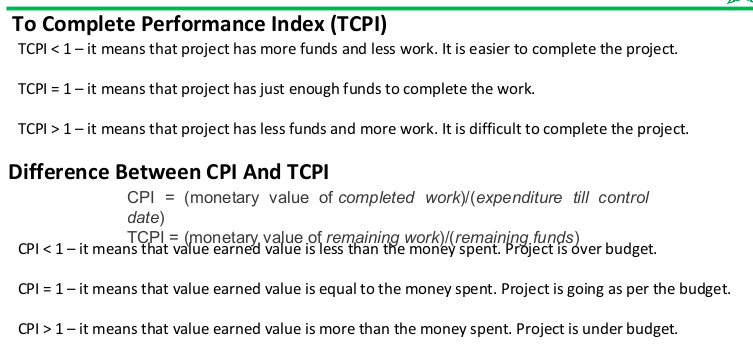 To Complete Performance Index (TCPI)
TCPI < 1 – it means that project has more funds and less work. It is easier to complete the project.
TCPI = 1 – it means that project has just enough funds to complete the work.
TCPI > 1 – it means that project has less funds and more work. It is difficult to complete the project.
Difference Between CPI And TCPI
CPI = (monetary value of completed work)/(expenditure till control
date)
TCPI = (monetary value of remaining work)/(remaining funds)
CPI < 1 – it means that value earned value is less than the money spent. Project is over budget.
CPI = 1 – it means that value earned value is equal to the money spent. Project is going as per the budget.
CPI > 1 – it means that value earned value is more than the money spent. Project is under budget.